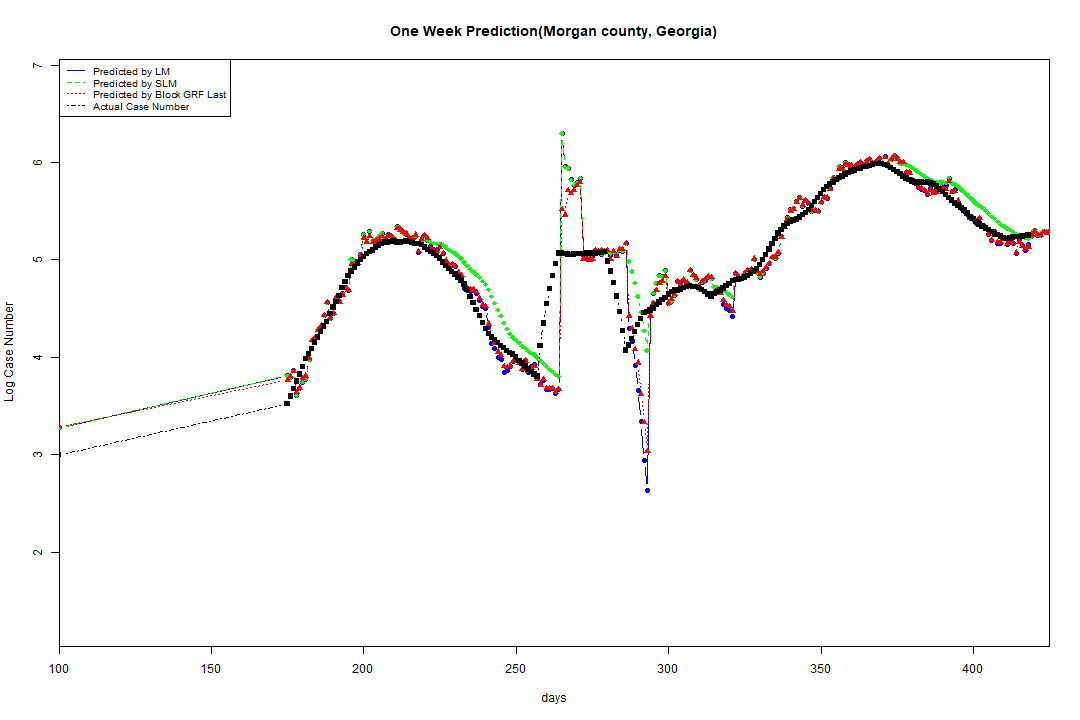 One Week Prediction(Morgan county, Georgia)
Predicted by LM
Predicted by SLM
Predicted by Block GRF Last
Actual Case Number
7
6
5
4
3
2
Log Case Number
100 150 200 250 300 350 400
days